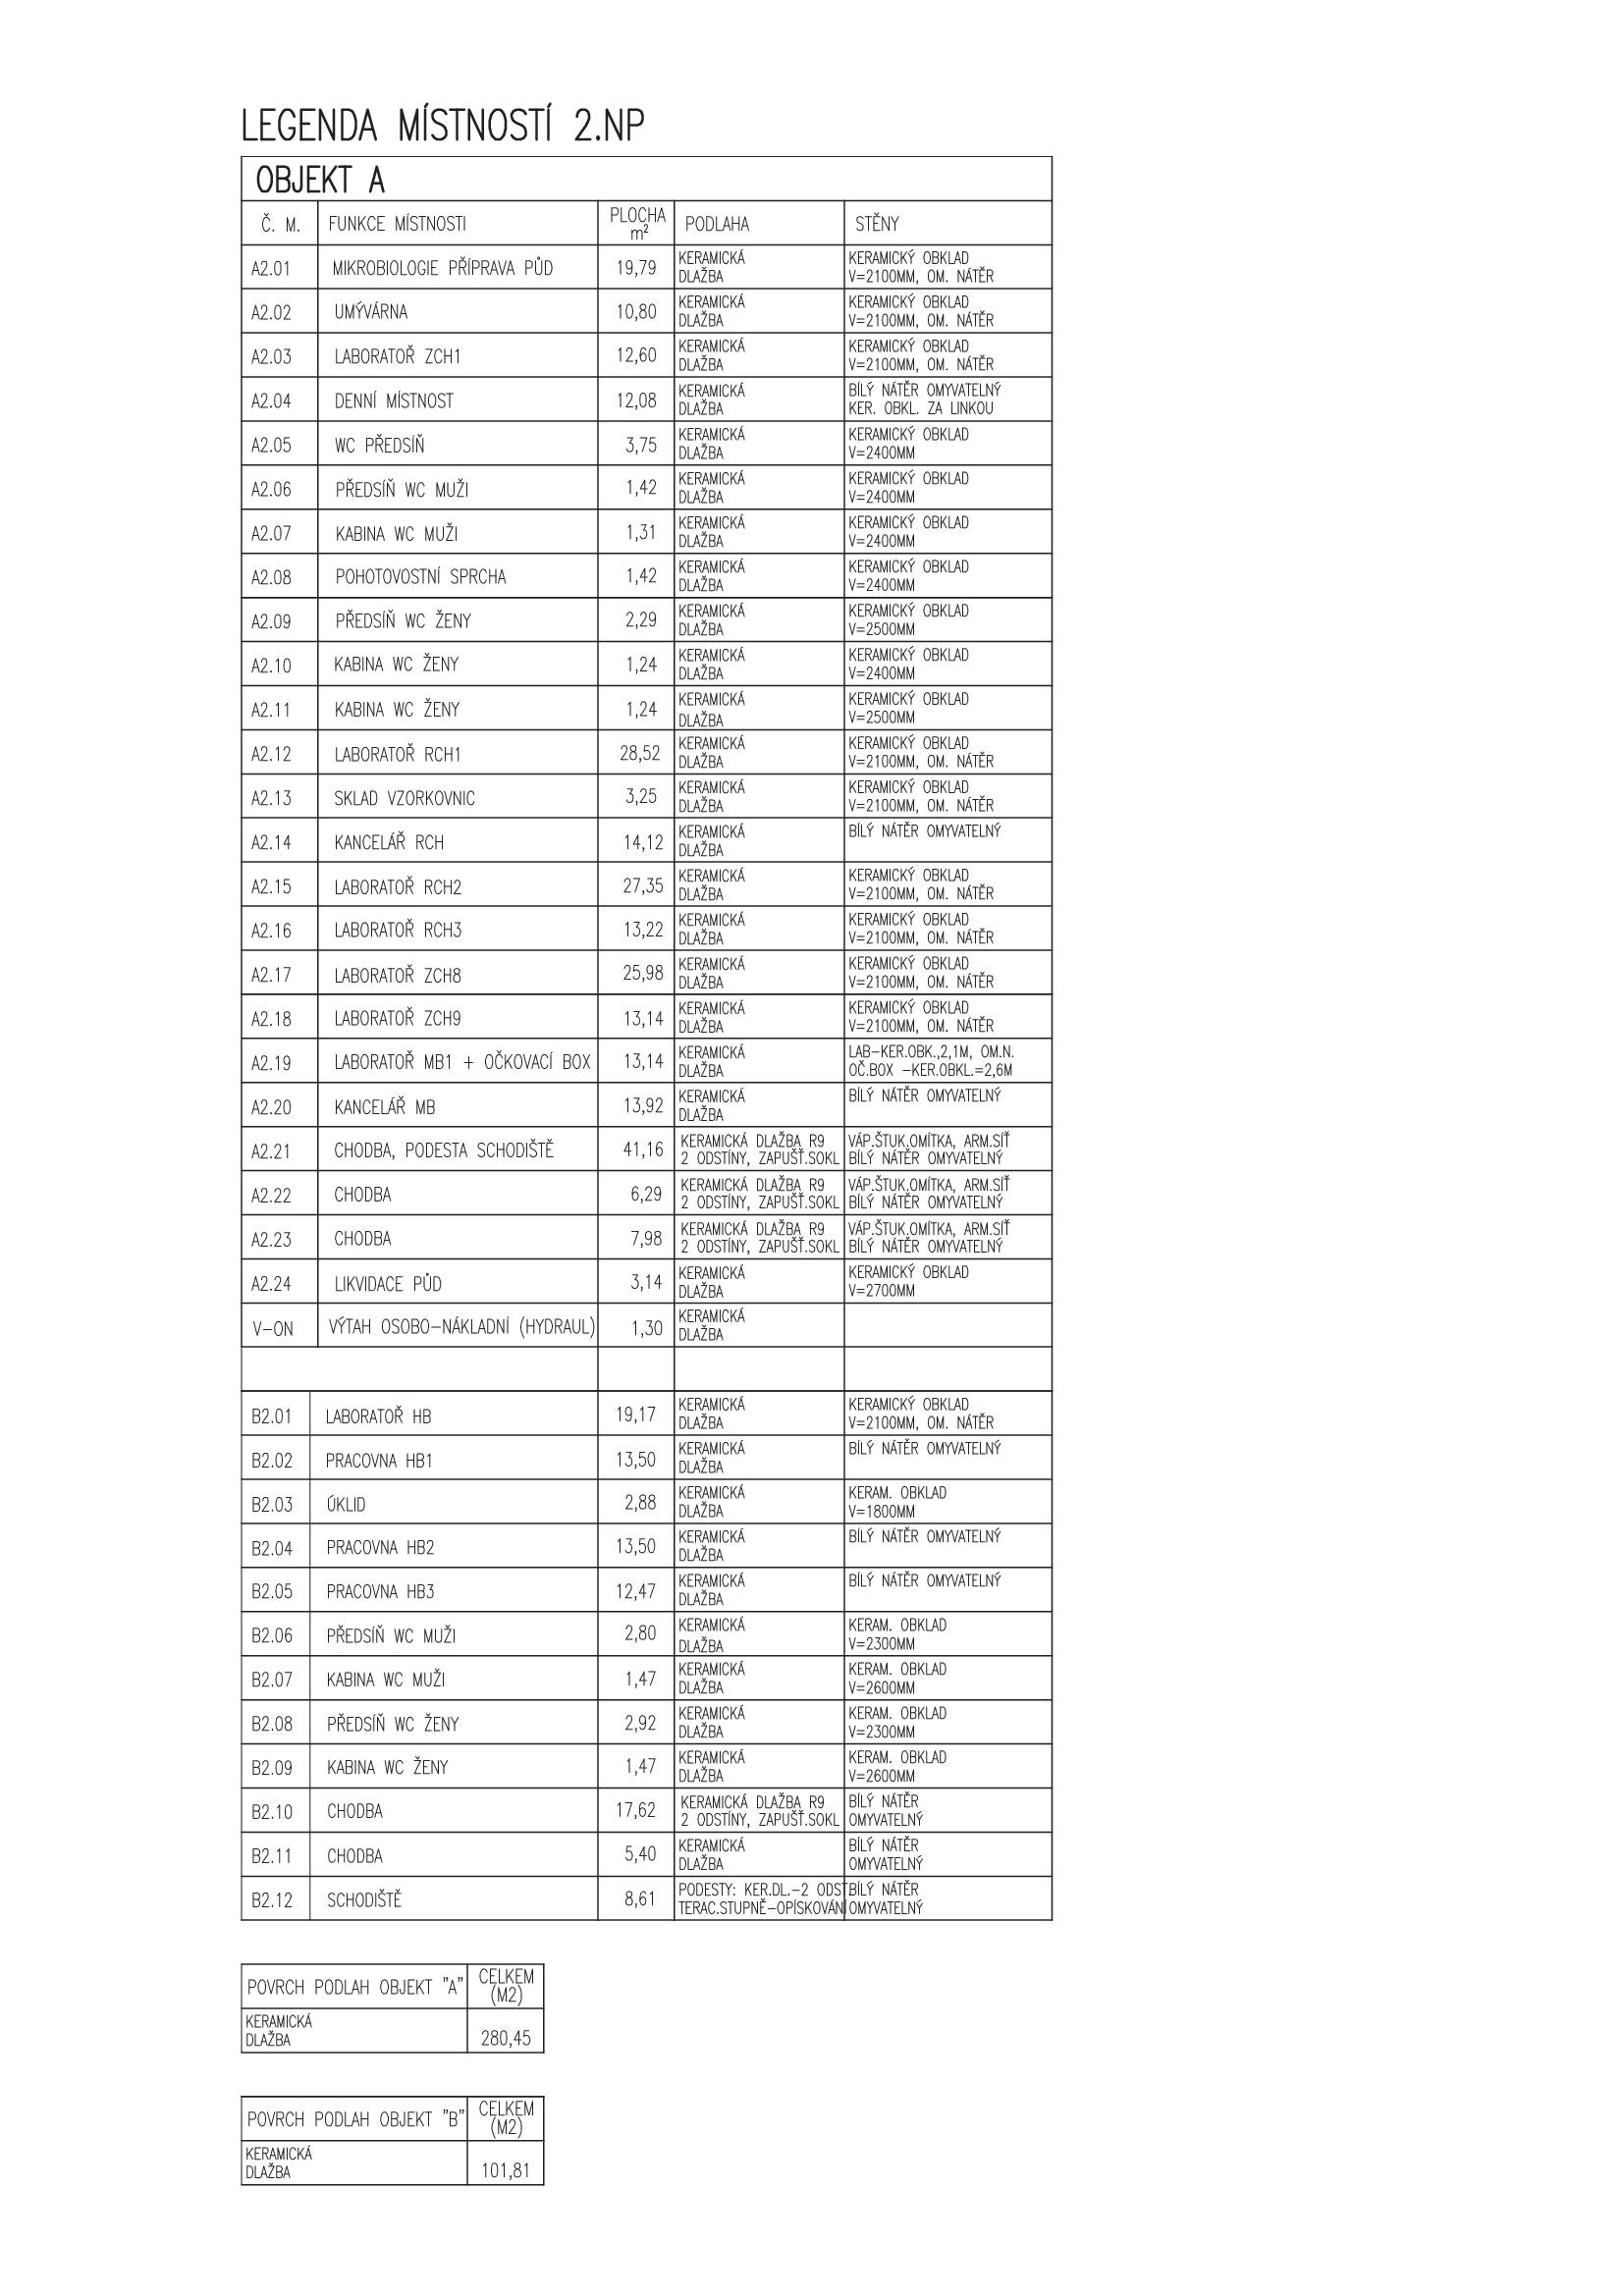 LEGENDA MÍSTNOSTÍ 2.NP
OBJEKT A
Č. M. FUNKCE MÍSTNOSTI PLOCHA m² PODLAHA STĚNY
A2.01 MIKROBIOLOGIE PŘÍPRAVA PŮD 19,79 KERAMICKÁ DLAŽBA KERAMICKÝ OBKLAD V=2100MM, OM. NÁTĚR
A2.02 UMÝVÁRNA 10,80 KERAMICKÁ DLAŽBA KERAMICKÝ OBKLAD V=2100MM, OM. NÁTĚR
A2.03 LABORATOŘ ZCH1 12,60 KERAMICKÁ DLAŽBA KERAMICKÝ OBKLAD V=2100MM, OM. NÁTĚR
A2.04 DENNÍ MÍSTNOST 12,08 KERAMICKÁ DLAŽBA BÍLÝ NÁTĚR OMYVATELNÝ KER. OBKL. ZA LINKOU
A2.05 WC PŘEDSÍŇ 3,75 KERAMICKÁ DLAŽBA KERAMICKÝ OBKLAD V=2400MM
A2.06 PŘEDSÍŇ WC MUŽI 1,42 KERAMICKÁ DLAŽBA KERAMICKÝ OBKLAD V=2400MM
A2.07 KABINA WC MUŽI 1,31 KERAMICKÁ DLAŽBA KERAMICKÝ OBKLAD V=2400MM
A2.08 POHOTOVOSTNÍ SPRCHA 1,42 KERAMICKÁ DLAŽBA KERAMICKÝ OBKLAD V=2400MM
A2.09 PŘEDSÍŇ WC ŽENY 2,29 KERAMICKÁ DLAŽBA KERAMICKÝ OBKLAD V=2500MM
A2.10 KABINA WC ŽENY 1,24 KERAMICKÁ DLAŽBA KERAMICKÝ OBKLAD V=2400MM
A2.11 KABINA WC ŽENY 1,24 KERAMICKÁ DLAŽBA KERAMICKÝ OBKLAD V=2500MM
A2.12 LABORATOŘ RCH1 28,52 KERAMICKÁ DLAŽBA KERAMICKÝ OBKLAD V=2100MM, OM. NÁTĚR
A2.13 SKLAD VZORKOVNIC 3,25 KERAMICKÁ DLAŽBA KERAMICKÝ OBKLAD V=2100MM, OM. NÁTĚR
A2.14 KANCELÁŘ RCH 14,12 KERAMICKÁ DLAŽBA BÍLÝ NÁTĚR OMYVATELNÝ
A2.15 LABORATOŘ RCH2 27,35 KERAMICKÁ DLAŽBA KERAMICKÝ OBKLAD V=2100MM, OM. NÁTĚR
A2.16 LABORATOŘ RCH3 13,22 KERAMICKÁ DLAŽBA KERAMICKÝ OBKLAD V=2100MM, OM. NÁTĚR
A2.17 LABORATOŘ ZCH8 25,98 KERAMICKÁ DLAŽBA KERAMICKÝ OBKLAD V=2100MM, OM. NÁTĚR
A2.18 LABORATOŘ ZCH9 13,14 KERAMICKÁ DLAŽBA KERAMICKÝ OBKLAD V=2100MM, OM. NÁTĚR
A2.19 LABORATOŘ MB1 + OČKOVACÍ BOX 13,14 KERAMICKÁ DLAŽBA LAB-KER.OBK.,2,1M, OM.N. OČ.BOX -KER.OBKL.=2,6M
A2.20 KANCELÁŘ MB 13,92 KERAMICKÁ DLAŽBA BÍLÝ NÁTĚR OMYVATELNÝ
A2.21 CHODBA, PODESTA SCHODIŠTĚ 41,16 KERAMICKÁ DLAŽBA R9 2 ODSTÍNY, ZAPUŠŤ.SOKL VÁP.ŠTUK.OMÍTKA, ARM.SÍŤ BÍLÝ NÁTĚR OMYVATELNÝ
A2.22 CHODBA 6,29 KERAMICKÁ DLAŽBA R9 2 ODSTÍNY, ZAPUŠŤ.SOKL VÁP.ŠTUK.OMÍTKA, ARM.SÍŤ BÍLÝ NÁTĚR OMYVATELNÝ
A2.23 CHODBA 7,98 KERAMICKÁ DLAŽBA R9 2 ODSTÍNY, ZAPUŠŤ.SOKL VÁP.ŠTUK.OMÍTKA, ARM.SÍŤ BÍLÝ NÁTĚR OMYVATELNÝ
A2.24 LIKVIDACE PŮD 3,14 KERAMICKÁ DLAŽBA KERAMICKÝ OBKLAD V=2700MM
V-ON VÝTAH OSOBO-NÁKLADNÍ (HYDRAUL) 1,30 KERAMICKÁ DLAŽBA
B2.01 LABORATOŘ HB 19,17 KERAMICKÁ DLAŽBA KERAMICKÝ OBKLAD V=2100MM, OM. NÁTĚR
B2.02 PRACOVNA HB1 13,50 KERAMICKÁ DLAŽBA BÍLÝ NÁTĚR OMYVATELNÝ
B2.03 ÚKLID 2,88 KERAMICKÁ DLAŽBA KERAM. OBKLAD V=1800MM
B2.04 PRACOVNA HB2 13,50 KERAMICKÁ DLAŽBA BÍLÝ NÁTĚR OMYVATELNÝ
B2.05 PRACOVNA HB3 12,47 KERAMICKÁ DLAŽBA BÍLÝ NÁTĚR OMYVATELNÝ
B2.06 PŘEDSÍŇ WC MUŽI 2,80 KERAMICKÁ DLAŽBA KERAM. OBKLAD V=2300MM
B2.07 KABINA WC MUŽI 1,47 KERAMICKÁ DLAŽBA KERAM. OBKLAD V=2600MM
B2.08 PŘEDSÍŇ WC ŽENY 2,92 KERAMICKÁ DLAŽBA KERAM. OBKLAD V=2300MM
B2.09 KABINA WC ŽENY 1,47 KERAMICKÁ DLAŽBA KERAM. OBKLAD V=2600MM
B2.10 CHODBA 17,62 KERAMICKÁ DLAŽBA R9 2 ODSTÍNY, ZAPUŠŤ.SOKL BÍLÝ NÁTĚR OMYVATELNÝ
B2.11 CHODBA 5,40 KERAMICKÁ DLAŽBA BÍLÝ NÁTĚR OMYVATELNÝ
B2.12 SCHODIŠTĚ 8,61 PODESTY: KER.DL.-2 ODST TERAC.STUPNĚ-OPÍSKOVÁNÍ BÍLÝ NÁTĚR OMYVATELNÝ
POVRCH PODLAH OBJEKT "A" CELKEM (M2)
KERAMICKÁ DLAŽBA 280,45
POVRCH PODLAH OBJEKT "B" CELKEM (M2)
KERAMICKÁ DLAŽBA 101,81